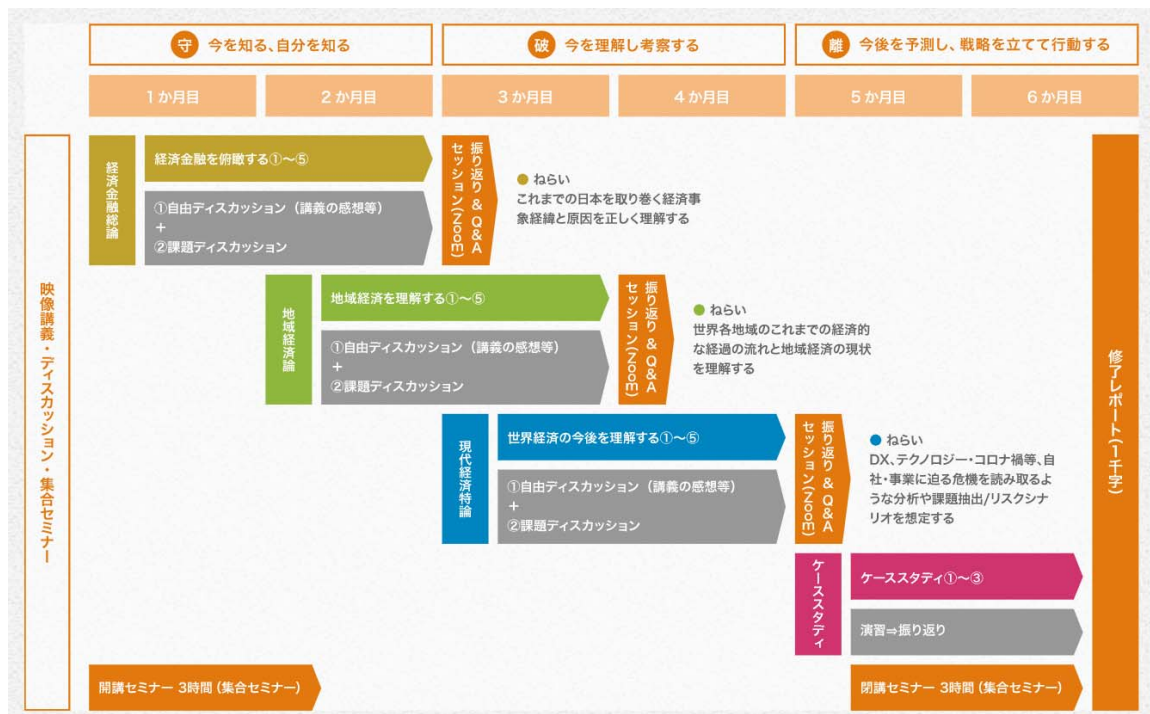 守 今を知る、自分を知る
破 今を理解し考察する
離 今後を予測し、戦略を立てて行動する
1か月目
2か月目
3か月目
4か月目
5か月目
6か月目
映像講義・ディスカッション・集合セミナー
経済金融総論
経済金融を俯瞰する①〜⑤
①自由ディスカッション（講義の感想等）
+
②課題ディスカッション
振り返り & Q&A
セッション(Zoom)
● ねらい
これまでの日本を取り巻く経済事
象経緯と原因を正しく理解する
地域経済論
地域経済を理解する①〜⑤
①自由ディスカッション（講義の感想等）
+
②課題ディスカッション
振り返り & Q&A
セッション(Zoom)
● ねらい
世界各地域のこれまでの経済的
な経過の流れと地域経済の現状
を理解する
現代経済特論
世界経済の今後を理解する①〜⑤
①自由ディスカッション（講義の感想等）
+
②課題ディスカッション
振り返り & Q&A
セッション(Zoom)
● ねらい
DX、テクノロジー・コロナ禍等、自
社・事業に迫る危機を読み取るよ
うな分析や課題抽出/リスクシナ
リオを想定する
ケーススタディ
ケーススタディ①〜③
演習⇒振り返り
開講セミナー 3時間（集合セミナー）
閉講セミナー 3時間（集合セミナー）
修了レポート(1千字)